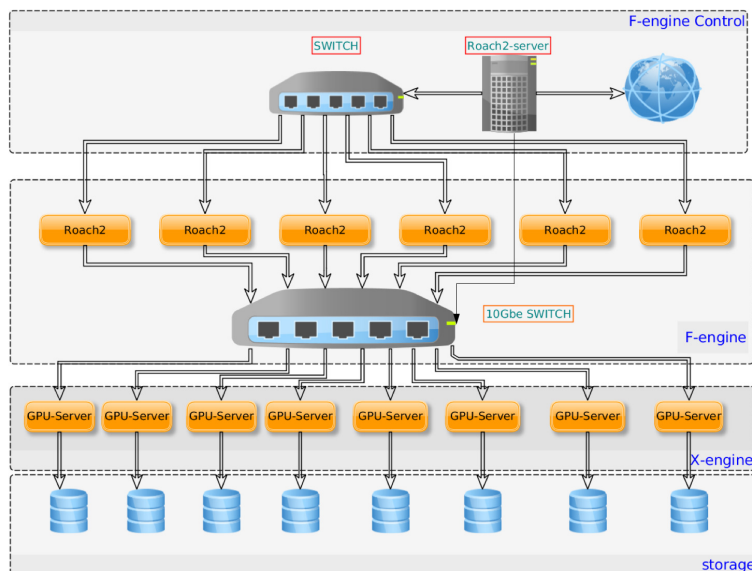 F-engine Control
SWITCH
Roach2-server
Roach2
Roach2
Roach2
Roach2
Roach2
Roach2
10Gbe SWITCH
F-engine
GPU-Server
GPU-Server
GPU-Server
GPU-Server
GPU-Server
GPU-Server
GPU-Server
GPU-Server
X-engine
storage